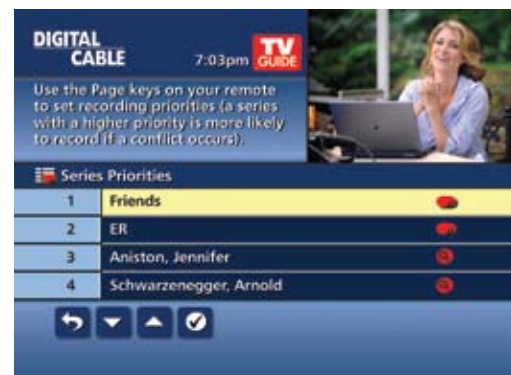 DIGITAL
CABLE
7:03pm
TV
GUIDE
Use the Page keys on your remote
to set recording priorities (a series
with a higher priority is more likely
to record if a conflict occurs).
Series Priorities
1 Friends
2 ER
3 Aniston, Jennifer
4 Schwarzenegger, Arnold